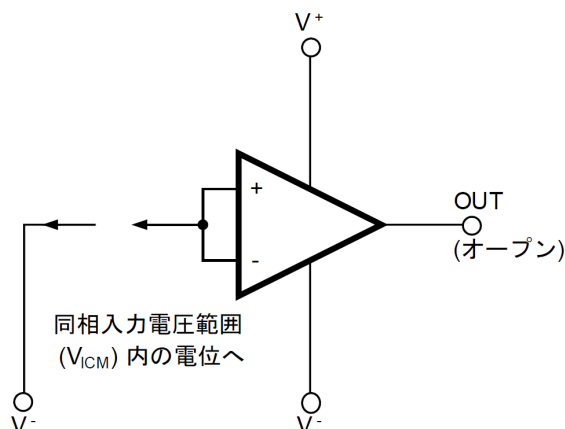 V+
+
-
OUT
(オープン)
同相入力電圧範囲
(VICM) 内の電位へ
V-
V-